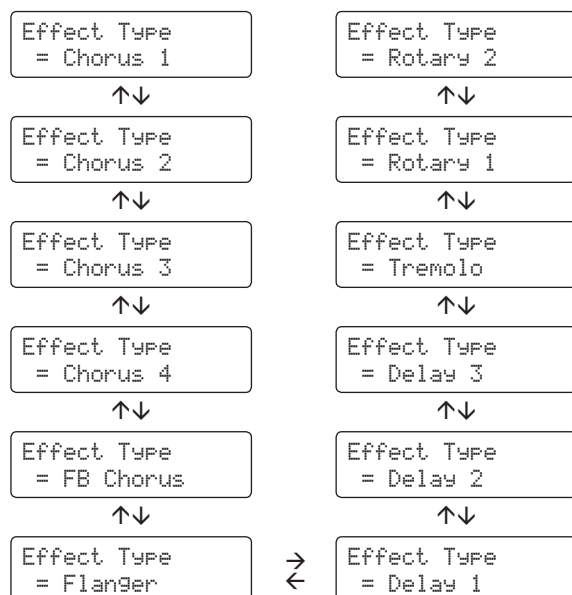 Effect Type
= Chorus 1
↑↓
Effect Type
= Chorus 2
↑↓
Effect Type
= Chorus 3
↑↓
Effect Type
= Chorus 4
↑↓
Effect Type
= FB Chorus
↑↓
Effect Type
= Flanger
→
←
Effect Type
= Rotary 2
↑↓
Effect Type
= Rotary 1
↑↓
Effect Type
= Tremolo
↑↓
Effect Type
= Delay 3
↑↓
Effect Type
= Delay 2
↑↓
Effect Type
= Delay 1